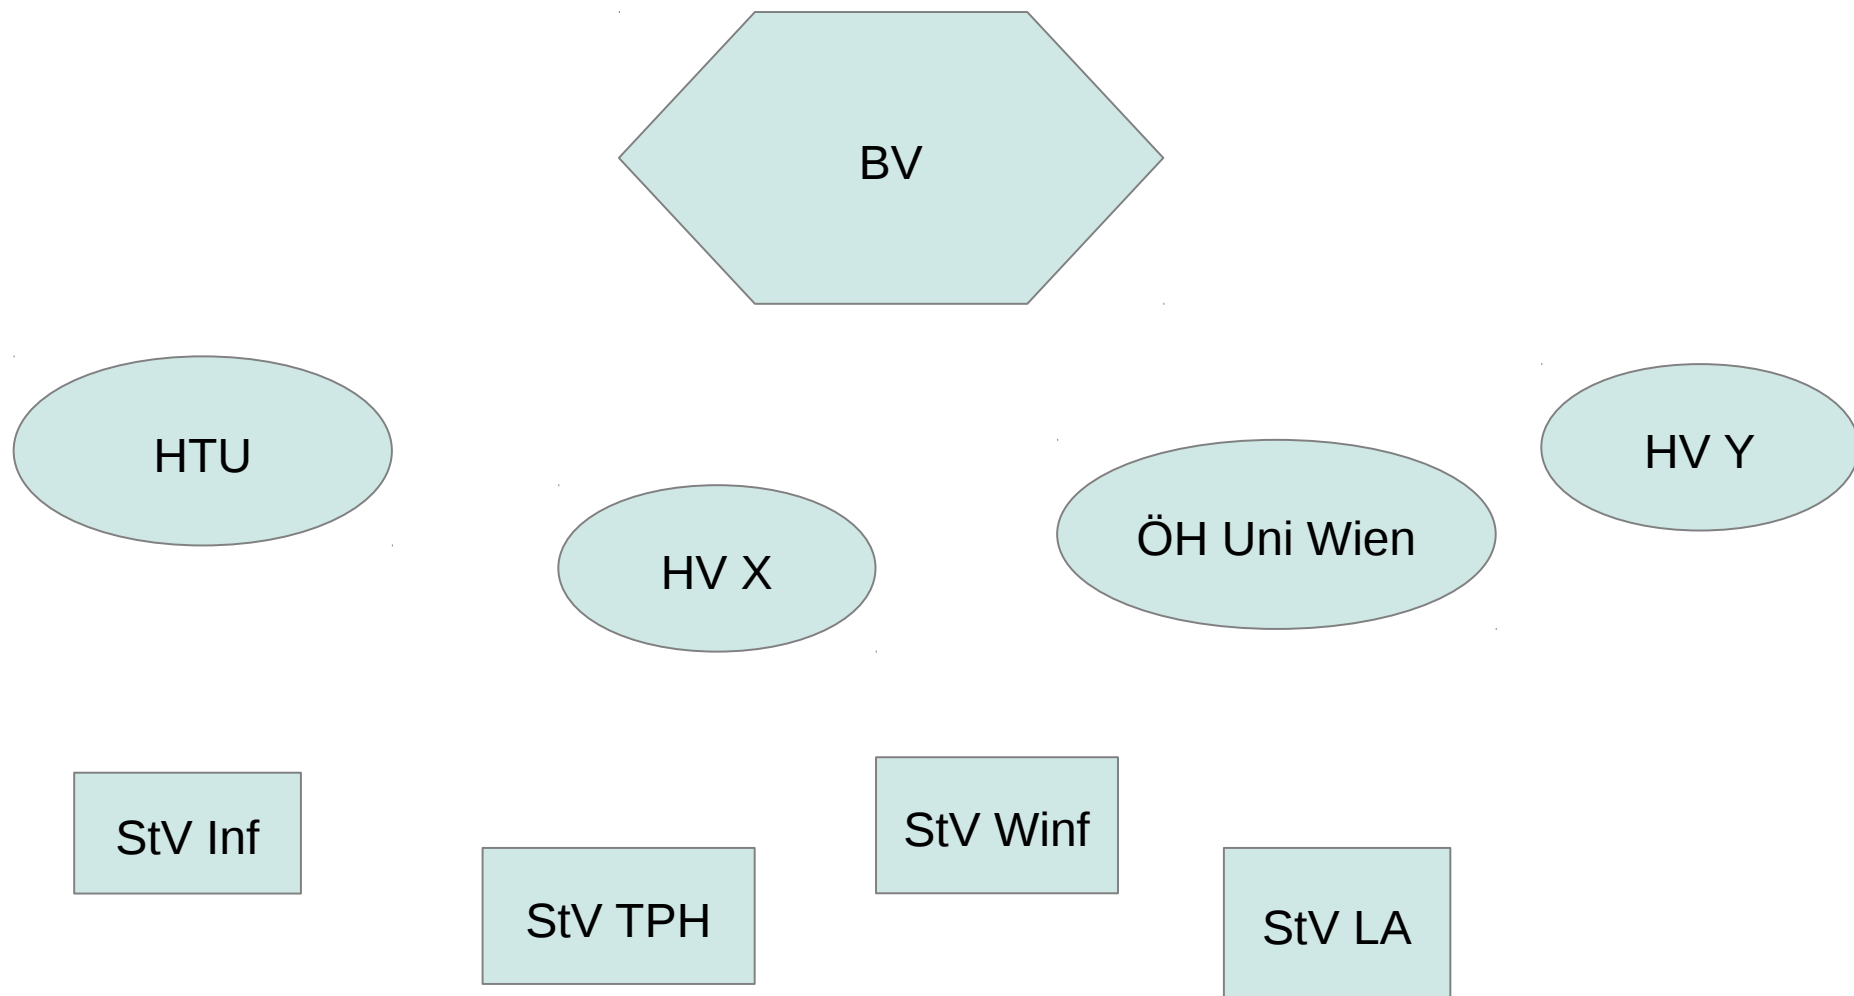 BV
HTU
HV X
ÖH Uni Wien
HV Y
StV Inf
StV TPH
StV Winf
StV LA